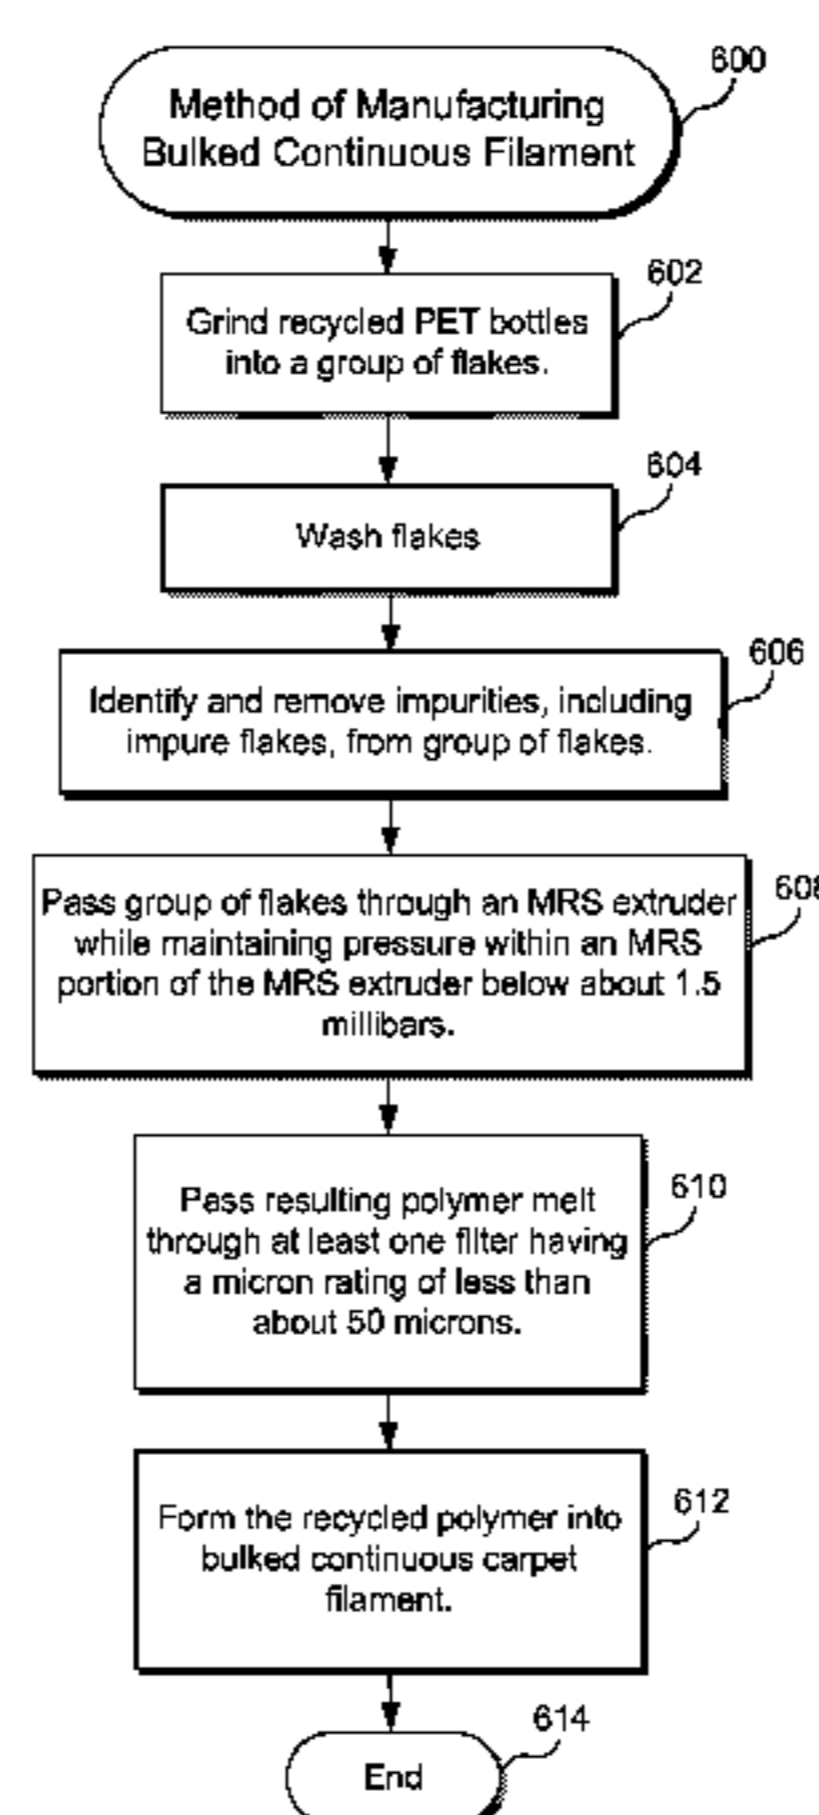 600
Method of Manufacturing
Bulked Continuous Filament
602
Grind recycled PET bottles
into a group of flakes.
604
Wash flakes
606
Identify and remove impurities, including
impure flakes, from group of flakes.
608
Pass group of flakes through an MRS extruder
while maintaining pressure within an MRS
portion of the MRS extruder below about 1.5
millibars.
610
Pass resulting polymer melt
through at least one filter having
a micron rating of less than
about 50 microns.
612
Form the recycled polymer into
bulked continuous carpet
filament.
614
End